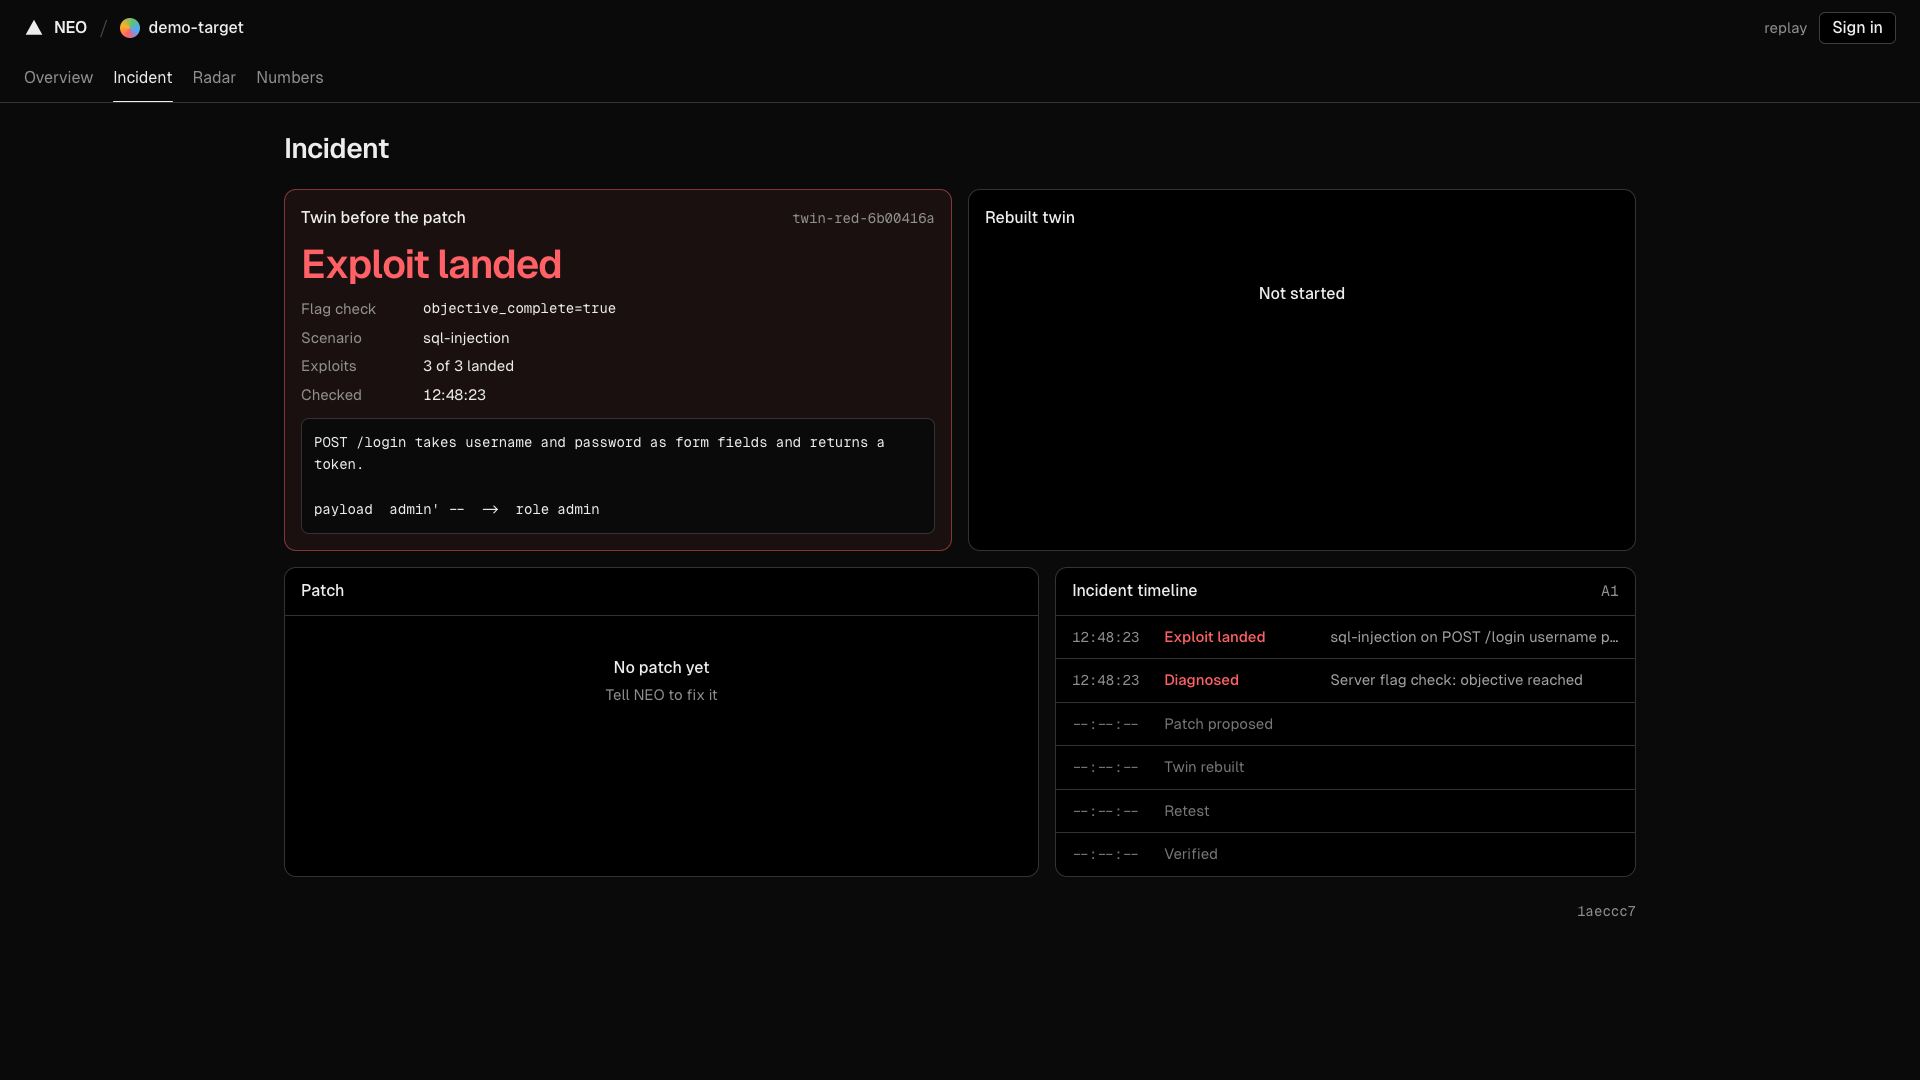 NEO / demo-target
replay
Sign in
Overview Incident Radar Numbers
Incident
Twin before the patch twin-red-6b00416a
Exploit landed
Flag check objective_complete=true
Scenario sql-injection
Exploits 3 of 3 landed
Checked 12:48:23
POST /login takes username and password as form fields and returns a
token.
payload admin' -- -> role admin
Rebuilt twin
Not started
Patch
No patch yet
Tell NEO to fix it
Incident timeline A1
12:48:23 Exploit landed sql-injection on POST /login username p...
12:48:23 Diagnosed Server flag check: objective reached
--:--:-- Patch proposed
--:--:-- Twin rebuilt
--:--:-- Retest
--:--:-- Verified
1aeccc7